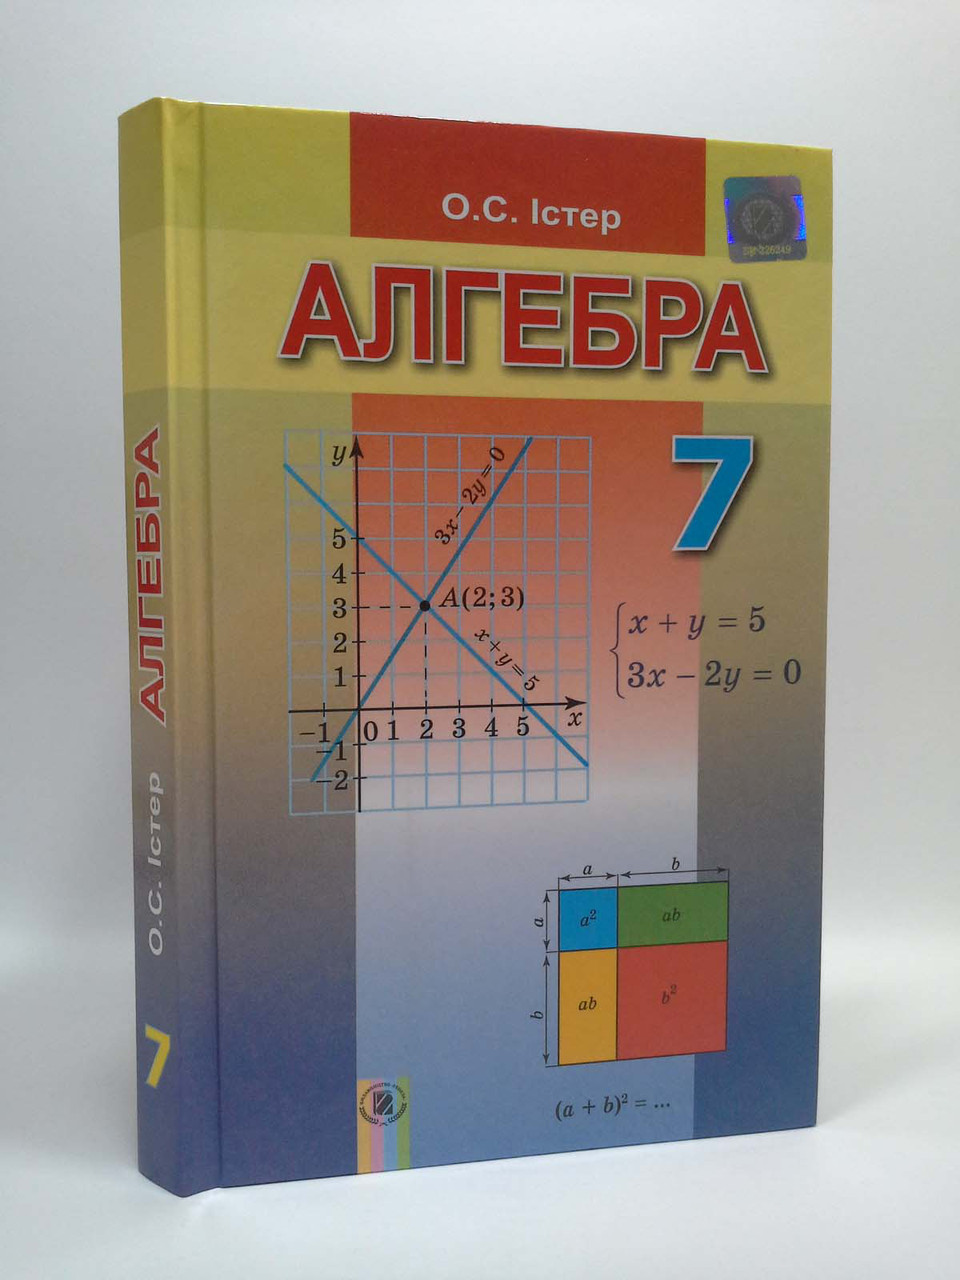 О.С. Істер
АЛГЕБРА
7
y
5
4
3
2
1
−1
−2
−1 0 1 2 3 4 5 x
3x − 2y = 0
A(2; 3)
x + y = 5
x + y = 5
3x − 2y = 0
a b
a
b
a² ab
ab b²
(a + b)² = ...
АЛГЕБРА
О.С. Істер
7